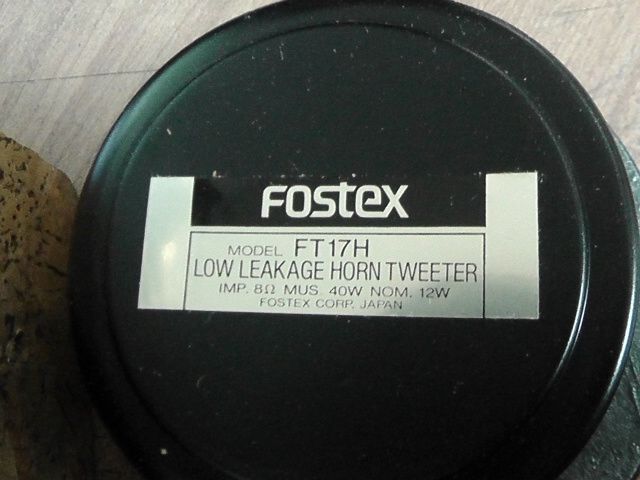 FOSTEX
MODEL FT17H
LOW LEAKAGE HORN TWEETER
IMP. 8Ω MUS. 40W NOM. 12W
FOSTEX CORP. JAPAN